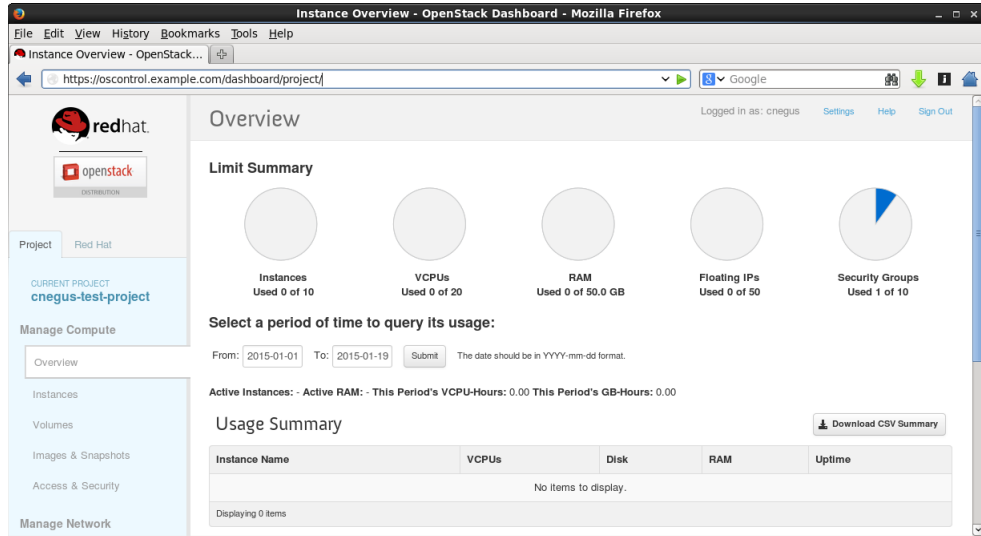 Instance Overview - OpenStack Dashboard - Mozilla Firefox
File Edit View History Bookmarks Tools Help
Instance Overview - OpenStack...
https://oscontrol.example.com/dashboard/project/
Google
redhat.
openstack
DISTRIBUTION
Project Red Hat
CURRENT PROJECT
cnegus-test-project
Manage Compute
Overview
Instances
Volumes
Images & Snapshots
Access & Security
Manage Network
Overview
Logged in as: cnegus Settings Help Sign Out
Limit Summary
Instances
Used 0 of 10
VCPUs
Used 0 of 20
RAM
Used 0 of 50.0 GB
Floating IPs
Used 0 of 50
Security Groups
Used 1 of 10
Select a period of time to query its usage:
From: 2015-01-01 To: 2015-01-19 Submit The date should be in YYYY-mm-dd format.
Active Instances: - Active RAM: - This Period's VCPU-Hours: 0.00 This Period's GB-Hours: 0.00
Usage Summary
Download CSV Summary
Instance Name VCPUs Disk RAM Uptime
No items to display.
Displaying 0 items